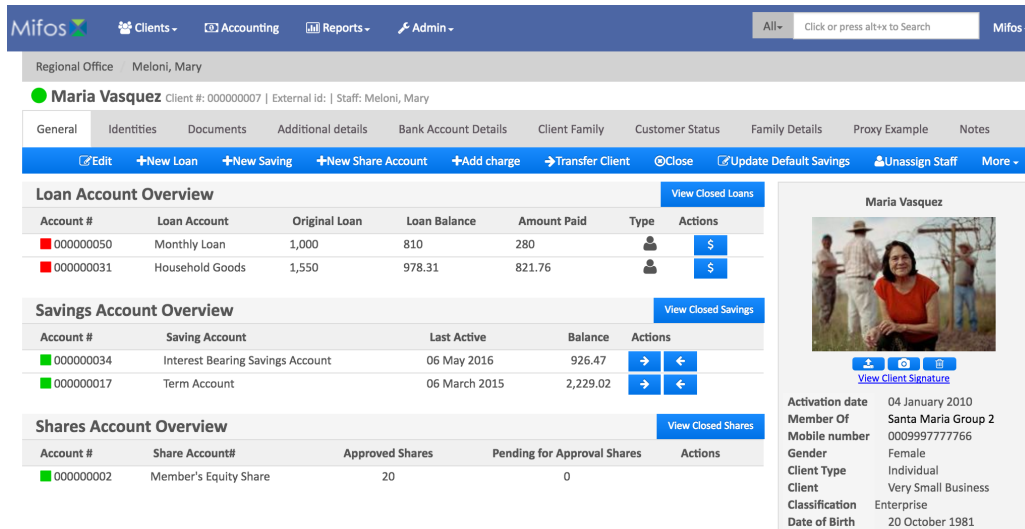 Mifos Clients Accounting Reports Admin All Click or press alt+x to Search Mifos
Regional Office / Meloni, Mary
Maria Vasquez Client #: 000000007 | External id: | Staff: Meloni, Mary
General Identities Documents Additional details Bank Account Details Client Family Customer Status Family Details Proxy Example Notes
Edit +New Loan +New Saving +New Share Account +Add charge Transfer Client Close Update Default Savings Unassign Staff More
Loan Account Overview View Closed Loans
Account # Loan Account Original Loan Loan Balance Amount Paid Type Actions
000000050 Monthly Loan 1,000 810 280 $
000000031 Household Goods 1,550 978.31 821.76 $
Savings Account Overview View Closed Savings
Account # Saving Account Last Active Balance Actions
000000034 Interest Bearing Savings Account 06 May 2016 926.47
000000017 Term Account 06 March 2015 2,229.02
Shares Account Overview View Closed Shares
Account # Share Account# Approved Shares Pending for Approval Shares Actions
000000002 Member's Equity Share 20 0
Maria Vasquez
View Client Signature
Activation date 04 January 2010
Member Of Santa Maria Group 2
Mobile number 0009997777766
Gender Female
Client Type Individual
Client Very Small Business
Classification Enterprise
Date of Birth 20 October 1981